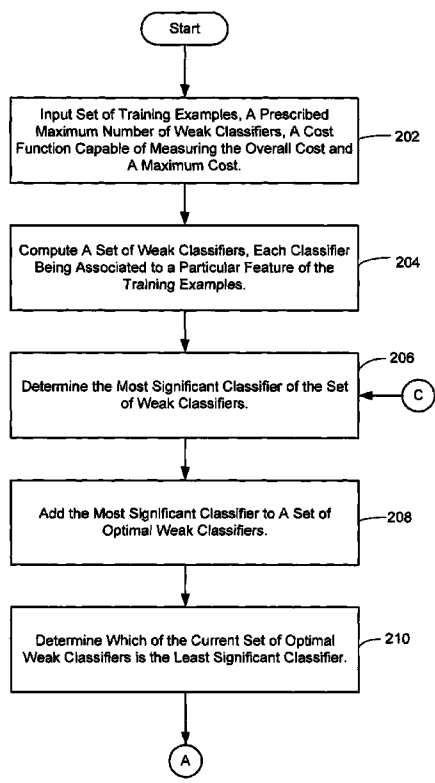 Start
Input Set of Training Examples, A Prescribed
Maximum Number of Weak Classifiers, A Cost
Function Capable of Measuring the Overall Cost and
A Maximum Cost.
202
Compute A Set of Weak Classifiers, Each Classifier
Being Associated to a Particular Feature of the
Training Examples.
204
206
Determine the Most Significant Classifier of the Set
of Weak Classifiers.
C
Add the Most Significant Classifier to A Set of
Optimal Weak Classifiers.
208
Determine Which of the Current Set of Optimal
Weak Classifiers is the Least Significant Classifier.
210
A